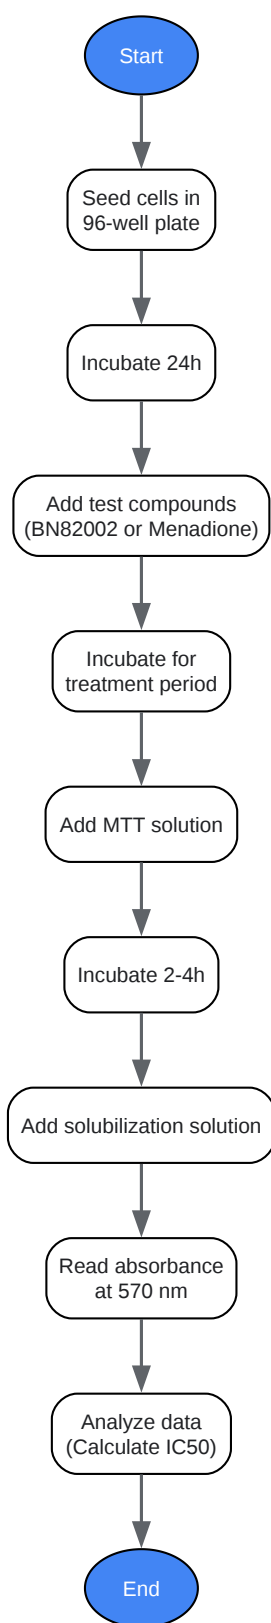 Start
Seed cells in
96-well plate
Incubate 24h
Add test compounds
(BN82002 or Menadione)
Incubate for
treatment period
Add MTT solution
Incubate 2-4h
Add solubilization solution
Read absorbance
at 570 nm
Analyze data
(Calculate IC50)
End